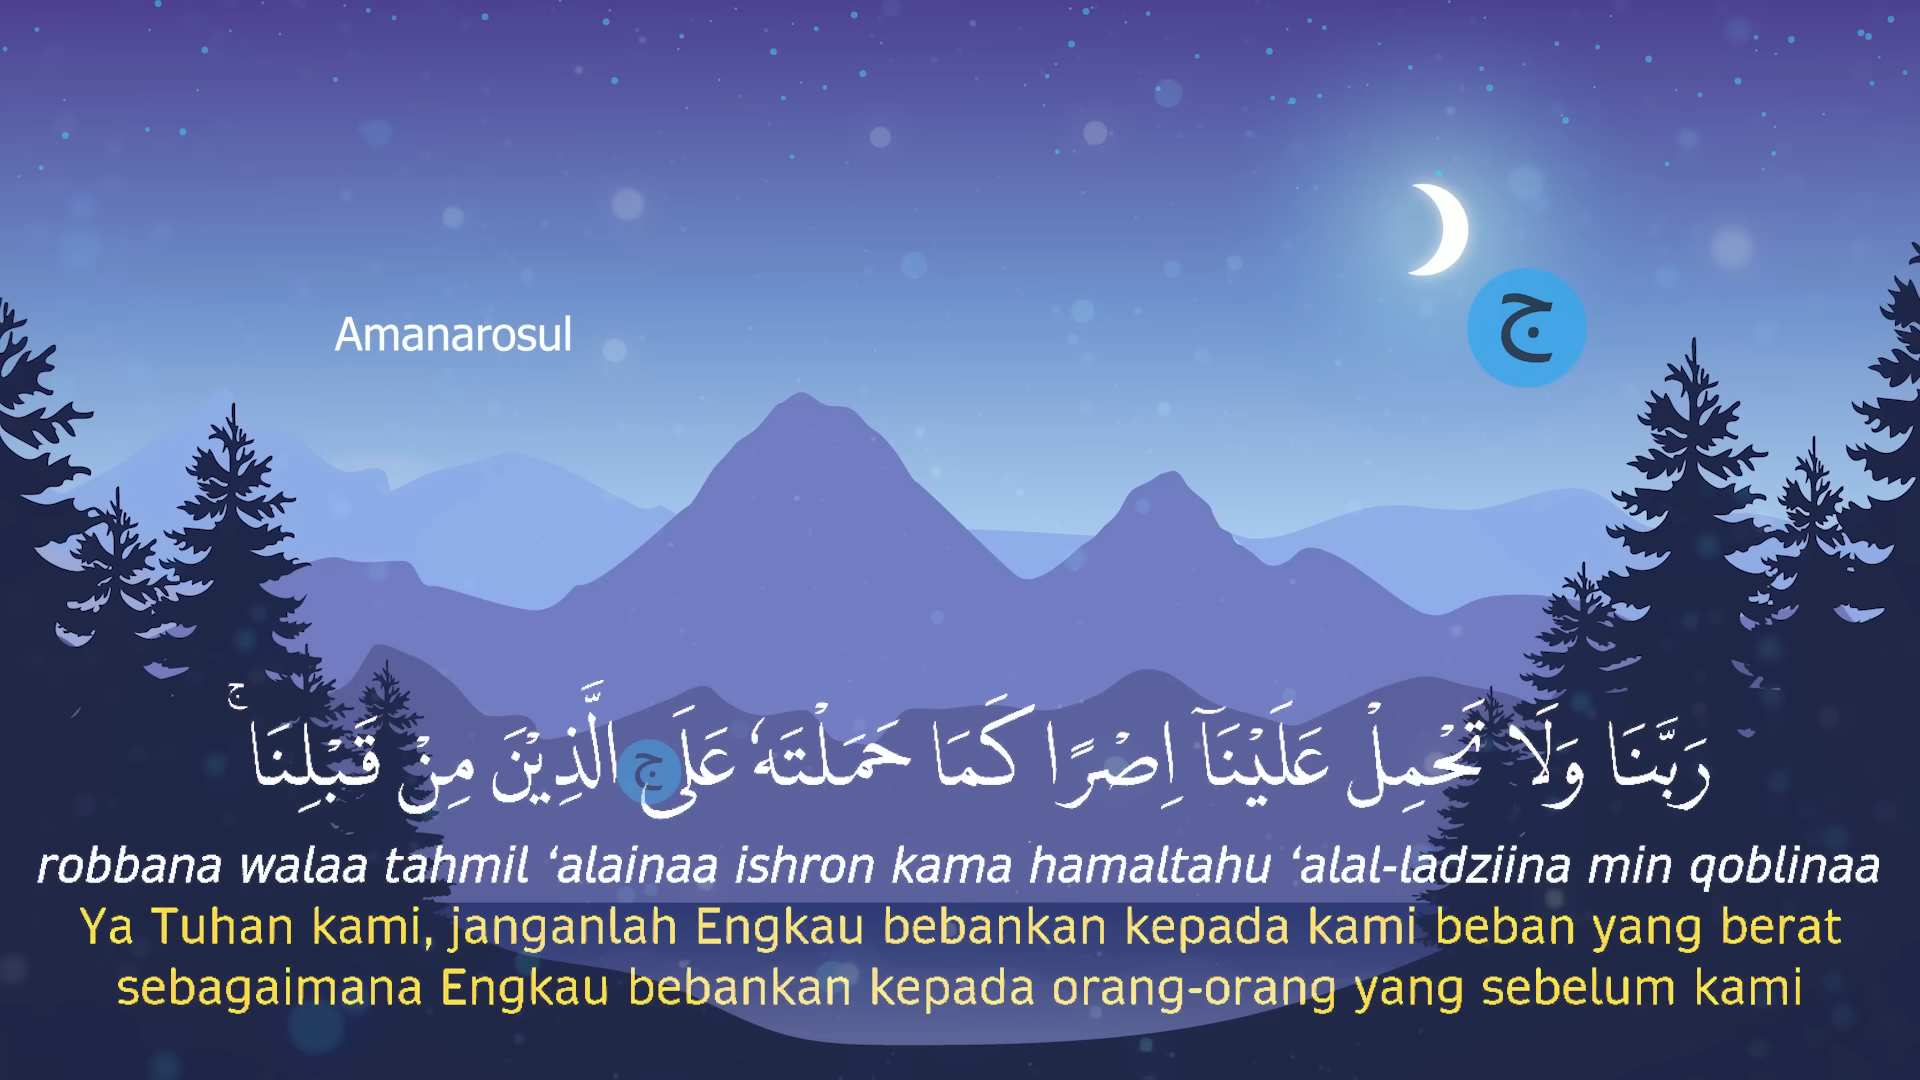 Amanarosul
ج
رَبَّنَا وَلَا تَحْمِلْ عَلَيْنَآ اِصْرًا كَمَا حَمَلْتَهٗ عَلَى الَّذِيْنَ مِنْ قَبْلِنَا ۚ
ج
robbana walaa tahmil ‘alainaa ishron kama hamaltahu ‘alal-ladziina min qoblinaa
Ya Tuhan kami, janganlah Engkau bebankan kepada kami beban yang berat
sebagaimana Engkau bebankan kepada orang-orang yang sebelum kami